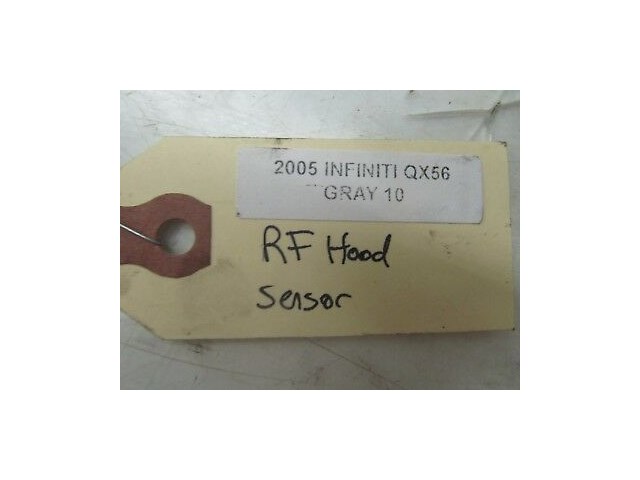 2005 INFINITI QX56
GRAY 10
RF Hood
Sensor